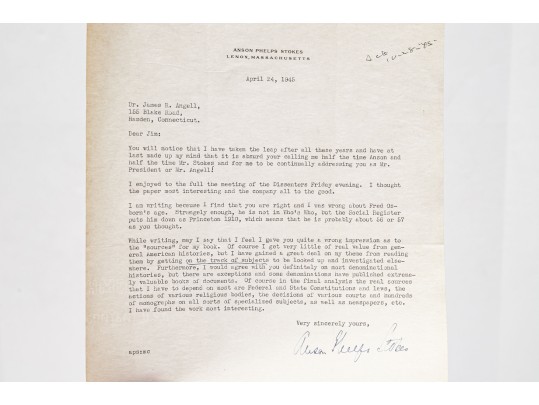 ANSON PHELPS STOKES
LENOX, MASSACHUSETTS
April 24, 1945
Dr. James R. Angell,
155 Blake Road,
Hamden, Connecticut.
Dear Jim:
You will notice that I have taken the leap after all these years and have at
last made up my mind that it is absurd your calling me half the time Anson and
half the time Mr. Stokes and for me to be continually addressing you as Mr.
President or Mr. Angell!
I enjoyed to the full the meeting of the Dissenters Friday evening. I thought
the paper most interesting and the company all to the good.
I am writing because I find that you are right and I was wrong about Fred Os-
born's age. Strangely enough, he is not in Who's Who, but the Social Register
puts him down as Princeton 1910, which means that he is probably about 56 or 57
as you thought.
While writing, may I say that I feel I gave you quite a wrong impression as to
the "sources" for my book. Of course I get very little of real value from gen-
eral American histories, but I have gained a great deal on my theme from reading
them by getting on the track of subjects to be looked up and investigated else-
where. Furthermore, I would agree with you definitely on most denominational
histories, but there are exceptions and some denominations have published extreme-
ly valuable books of documents. Of course in the final analysis the real sources
that I have to depend on most are Federal and State Constitutions and laws, the
actions of various religious bodies, the decisions of various courts and hundreds
of monographs on all sorts of specialized subjects, as well as newspapers, etc.
I have found the work most interesting.
Very sincerely yours,
Anson Phelps Stokes